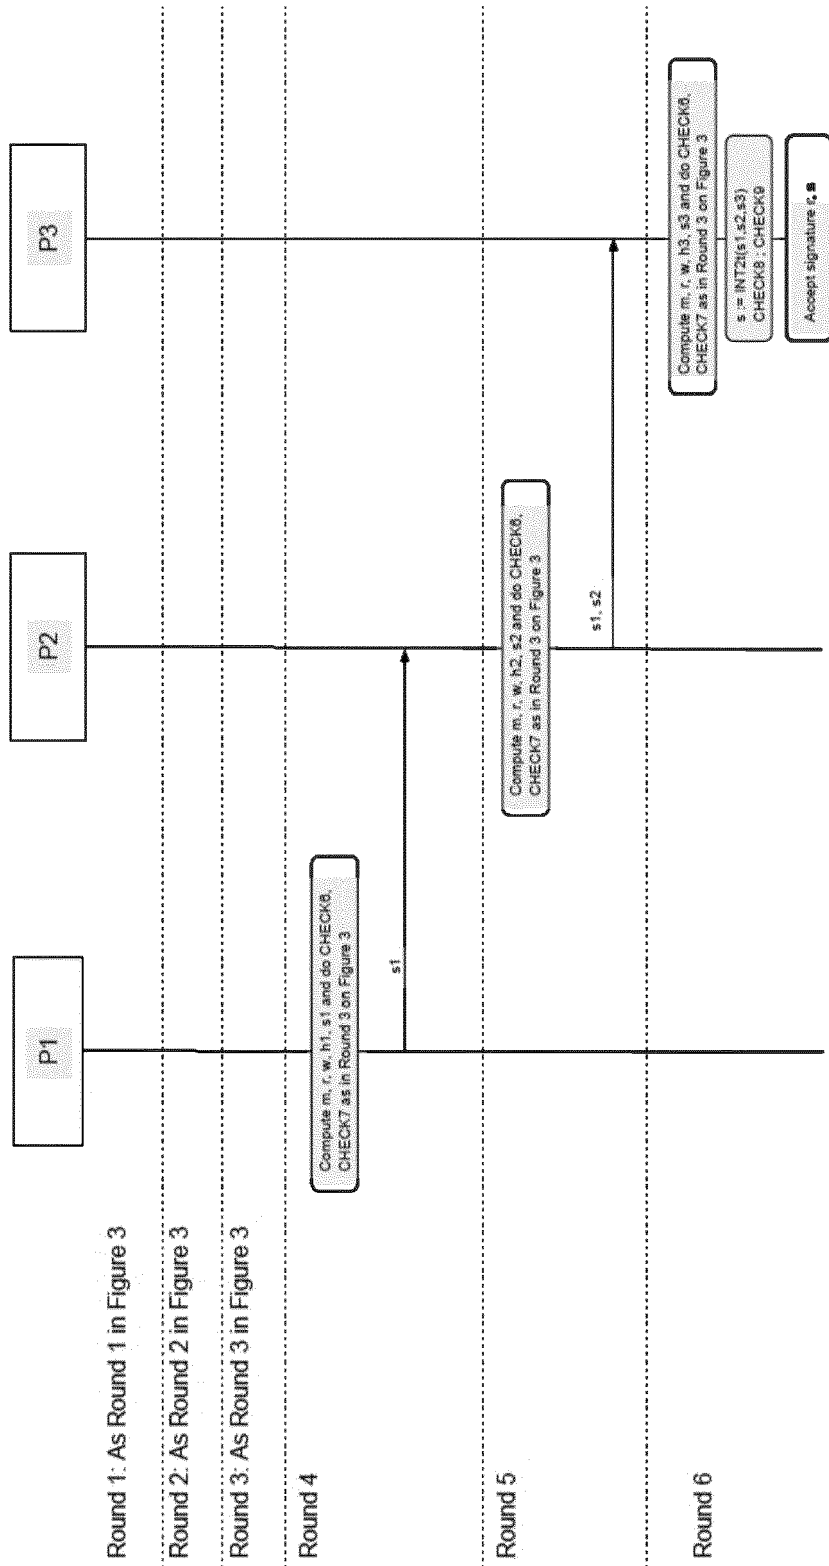 P1
P2
P3
Round 1: As Round 1 in Figure 3
Round 2: As Round 2 in Figure 3
Round 3: As Round 3 in Figure 3
Round 4
Compute m, r, w, h1, s1 and do CHECK6,
CHECK7 as in Round 3 on Figure 3
s1
Round 5
Compute m, r, w, h2, s2 and do CHECK6,
CHECK7 as in Round 3 on Figure 3
s1, s2
Round 6
Compute m, r, w, h3, s3 and do CHECK6,
CHECK7 as in Round 3 on Figure 3
s := INT2t(s1,s2,s3)
CHECK8 ; CHECK9
Accept signature r, s